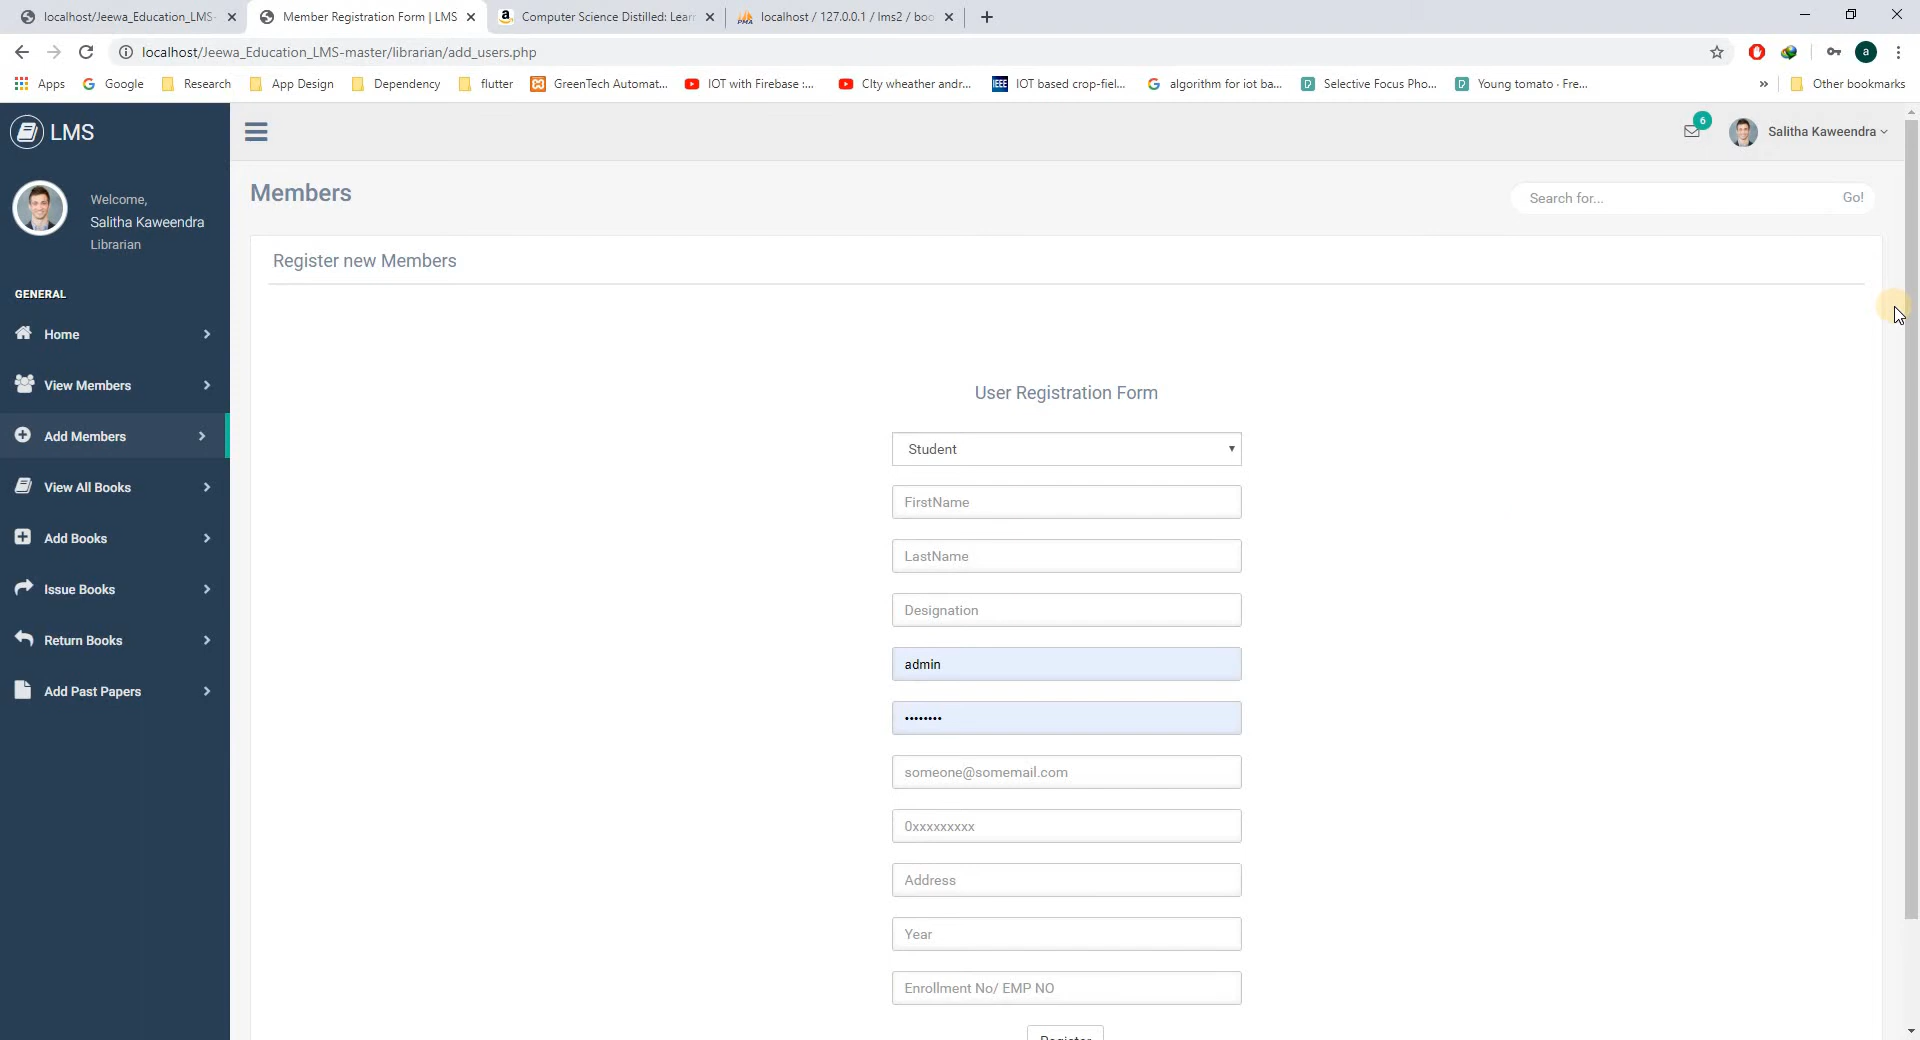 localhost/Jeewa_Education_LMS-
Member Registration Form | LMS
Computer Science Distilled: Lear
localhost / 127.0.0.1 / lms2 / boo
localhost/Jeewa_Education_LMS-master/librarian/add_users.php
a
Apps
Google
Research
App Design
Dependency
flutter
GreenTech Automat...
IOT with Firebase :...
CIty wheather andr...
IEEE
IOT based crop-fiel...
algorithm for iot ba...
Selective Focus Pho...
Young tomato · Fre...
»
Other bookmarks
LMS
6
Salitha Kaweendra
Welcome,
Salitha Kaweendra
Librarian
Members
Search for...
Go!
Register new Members
GENERAL
Home
View Members
Add Members
View All Books
Add Books
Issue Books
Return Books
Add Past Papers
User Registration Form
Student
FirstName
LastName
Designation
admin
••••••••
someone@somemail.com
0xxxxxxxxx
Address
Year
Enrollment No/ EMP NO
Register